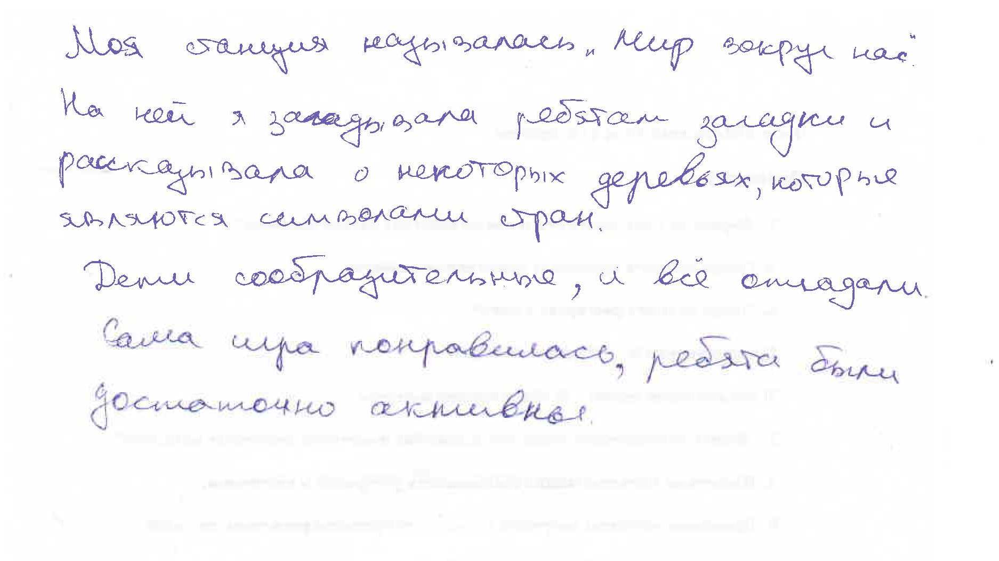 Моя станция называлась „Мир вокруг нас".
На ней я загадывала ребятам загадки и
рассказывала о некоторых деревьях, которые
являются символами стран.
Дети сообразительные, и всё отгадали.
Сама игра понравилась, ребята были
достаточно активны.